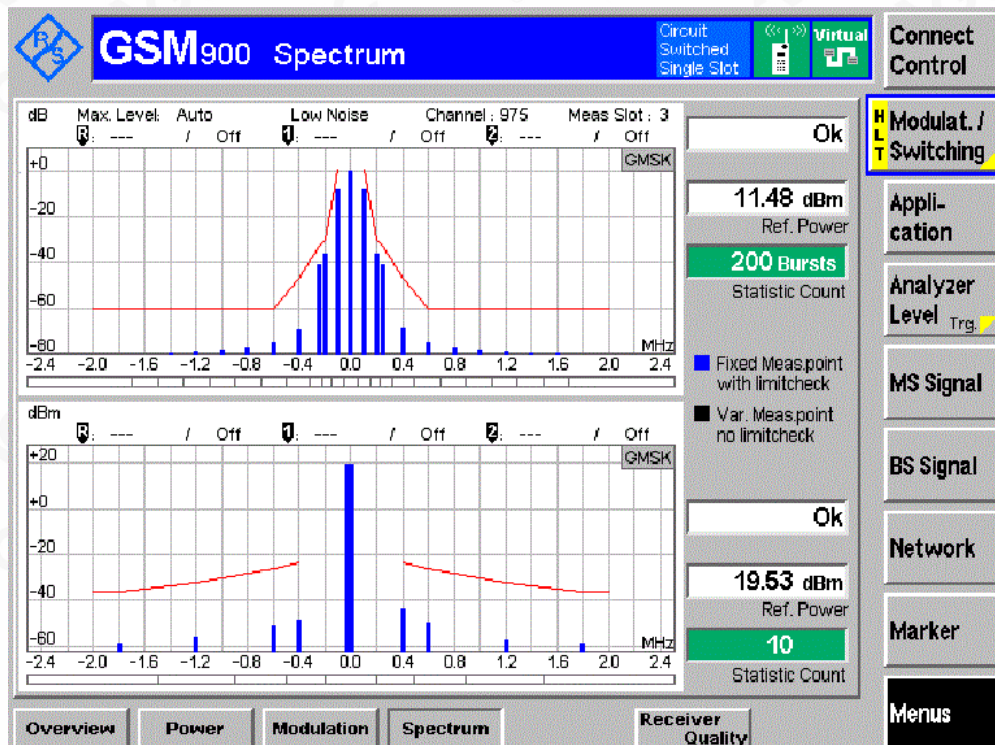 R S
GSM900 Spectrum
Circuit Switched Single Slot
Virtual
Connect Control
dB Max. Level: Auto Low Noise Channel : 975 Meas Slot : 3
R : --- / Off 1 : --- / Off 2 : --- / Off
GMSK
+0
-20
-40
-60
-80
MHz
-2.4 -2.0 -1.6 -1.2 -0.8 -0.4 0.0 0.4 0.8 1.2 1.6 2.0 2.4
Ok
11.48 dBm
Ref. Power
200 Bursts
Statistic Count
Fixed Meas.point
with limitcheck
Var. Meas.point
no limitcheck
dBm
R : --- / Off 1 : --- / Off 2 : --- / Off
GMSK
+20
+0
-20
-40
-60
MHz
-2.4 -2.0 -1.6 -1.2 -0.8 -0.4 0.0 0.4 0.8 1.2 1.6 2.0 2.4
Ok
19.53 dBm
Ref. Power
10
Statistic Count
HLT
Modulat. / Switching
Appli-
cation
Analyzer
Level Trg.
MS Signal
BS Signal
Network
Marker
Menus
Overview Power Modulation Spectrum Receiver Quality